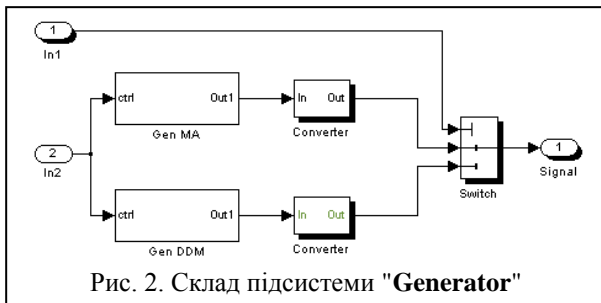 1
In1
ctrl Out1
Gen MA
In Out
Converter
2
In2
Switch
1
Signal
ctrl Out1
Gen DDM
In Out
Converter
Рис. 2. Склад підсистеми "Generator"